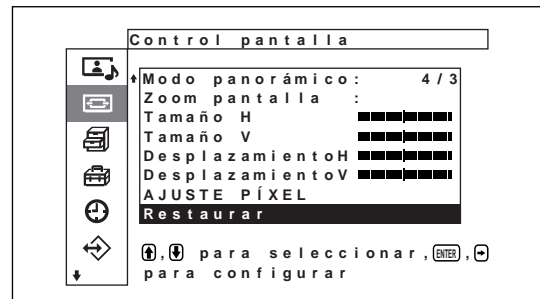 Control pantalla
Modo panorámico: 4/3
Zoom pantalla :
Tamaño H
Tamaño V
DesplazamientoH
DesplazamientoV
AJUSTE PÍXEL
Restaurar
, para seleccionar, ENTER,
para configurar